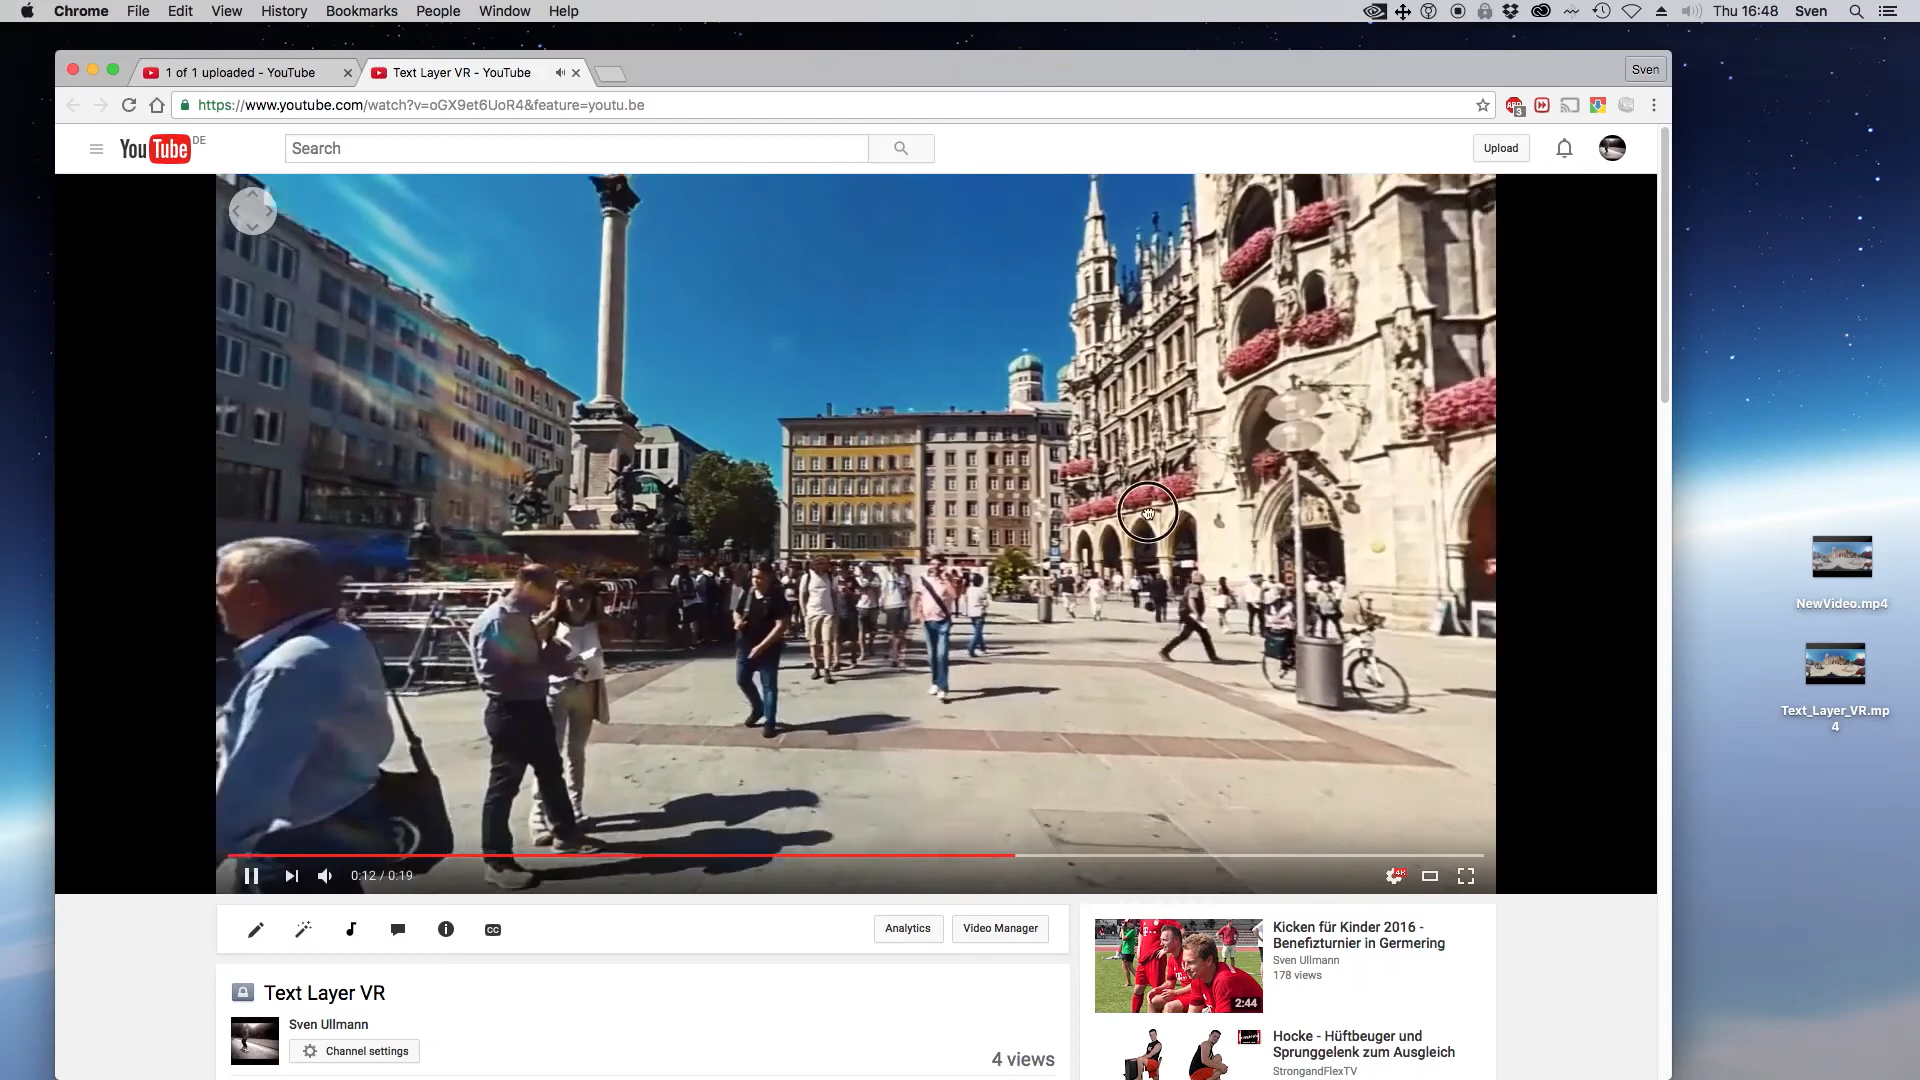 Chrome File Edit View History Bookmarks People Window Help
Thu 16:48 Sven
1 of 1 uploaded - YouTube
Text Layer VR - YouTube
Sven
https://www.youtube.com/watch?v=oGX9et6UoR4&feature=youtu.be
ABP 3
YouTube DE
Search
Upload
NewVideo.mp4
Text_Layer_VR.mp
4
0:12 / 0:19
4K
CC
Analytics
Video Manager
Text Layer VR
Sven Ullmann
Channel settings
4 views
Kicken für Kinder 2016 -
Benefizturnier in Germering
Sven Ullmann
178 views
2:44
Hocke - Hüftbeuger und
Sprunggelenk zum Ausgleich
StrongandFlexTV